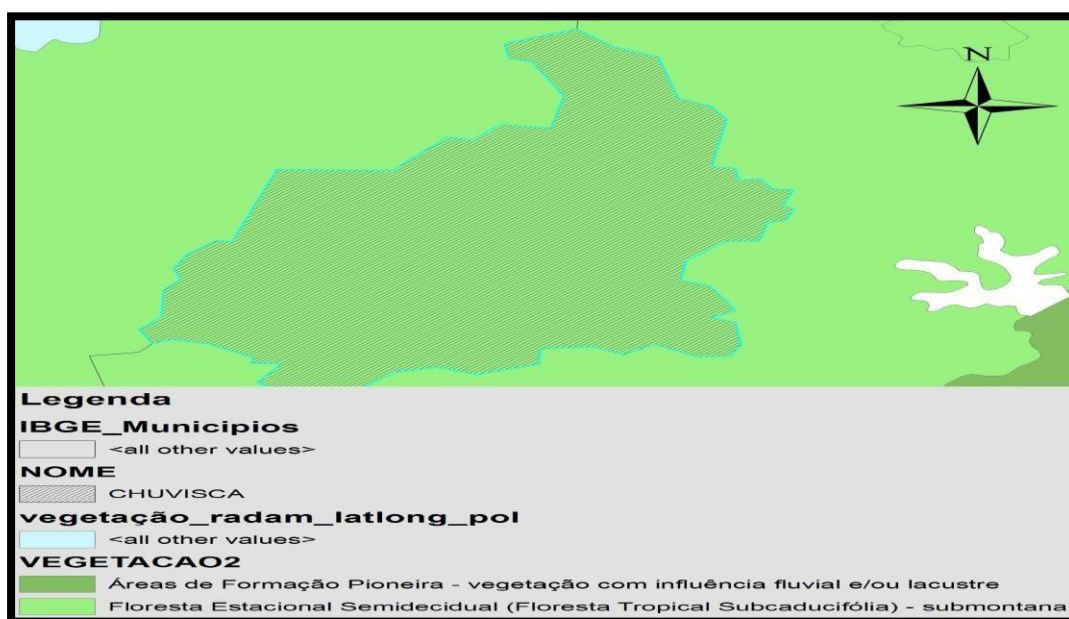 N
Legenda
IBGE_Municipios
<all other values>
NOME
CHUVISCA
vegetação_radam_latlong_pol
<all other values>
VEGETACAO2
Áreas de Formação Pioneira - vegetação com influência fluvial e/ou lacustre
Floresta Estacional Semidecidual (Floresta Tropical Subcaducifólia) - submontana